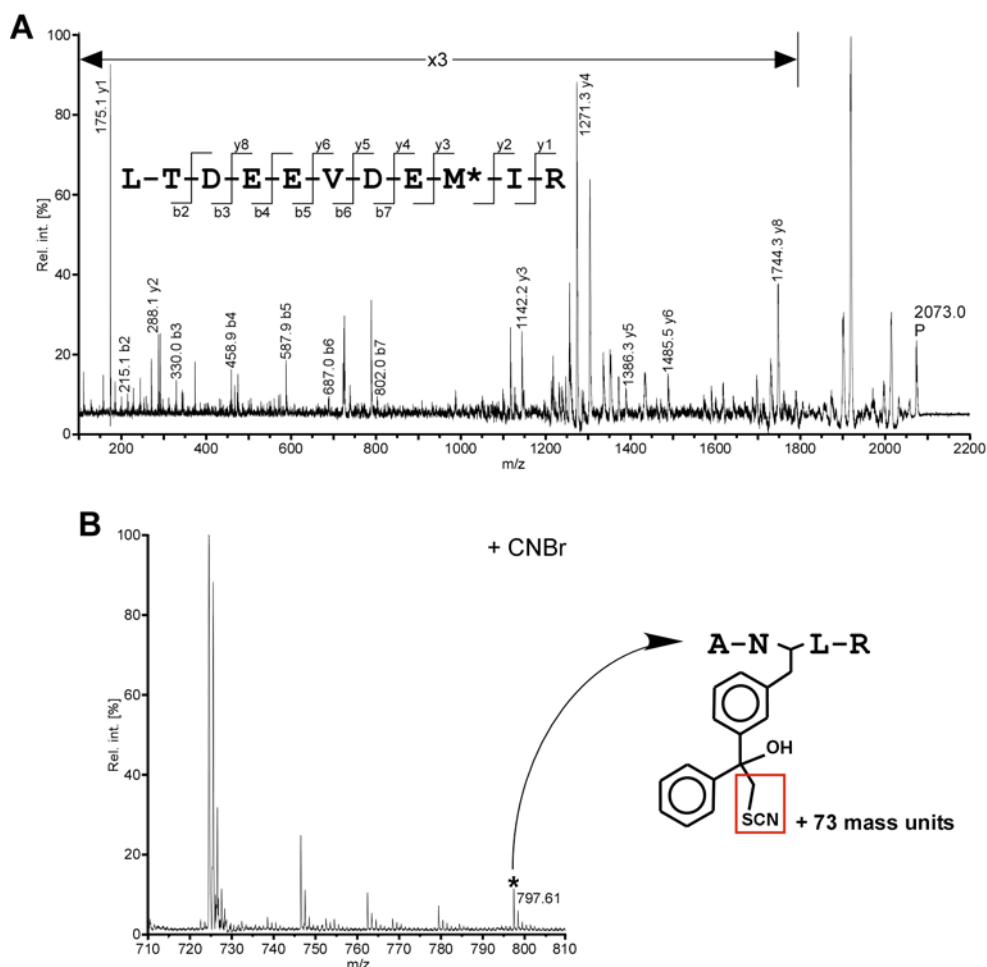 A
x3
Rel. int. [%]
100
80
60
40
20
0
175.1 y1
215.1 b2
288.1 y2
330.0 b3
458.9 b4
587.9 b5
687.0 b6
802.0 b7
1142.2 y3
1271.3 y4
1386.3 y5
1485.5 y6
1744.3 y8
2073.0
P
y8 y6 y5 y4 y3 y2 y1
L-T-D-E-E-V-D-E-M*-I-R
b2 b3 b4 b5 b6 b7
200 400 600 800 1000 1200 1400 1600 1800 2000 2200
m/z
B
+ CNBr
Rel. int. [%]
100
80
60
40
20
0
* 797.61
710 720 730 740 750 760 770 780 790 800 810
m/z
A-N L-R
OH
SCN + 73 mass units